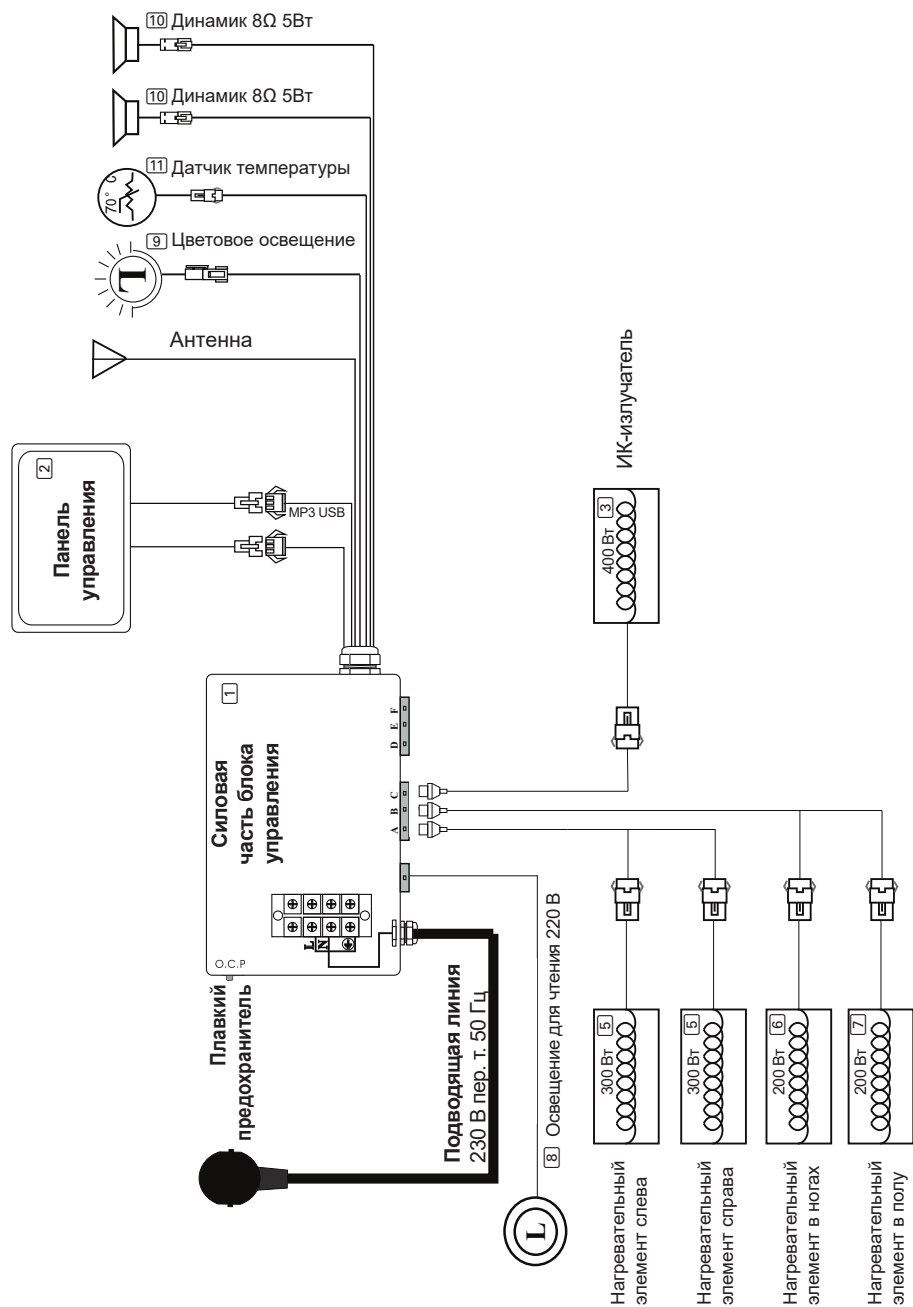 10 Динамик 8Ω 5Вт
10 Динамик 8Ω 5Вт
11 Датчик температуры
70° C
9 Цветовое освещение
L
Антенна
2
Панель
управления
MP3 USB
1
Силовая
часть блока
управления
A B C
D E F
L
N
O.C.P
Плавкий
предохранитель
Подводящая линия
230 В пер. т. 50 Гц
8 Освещение для чтения 220 В
L
ИК-излучатель
3
400 Вт
5
300 Вт
Нагревательный
элемент слева
5
300 Вт
Нагревательный
элемент справа
6
200 Вт
Нагревательный
элемент в ногах
7
200 Вт
Нагревательный
элемент в полу